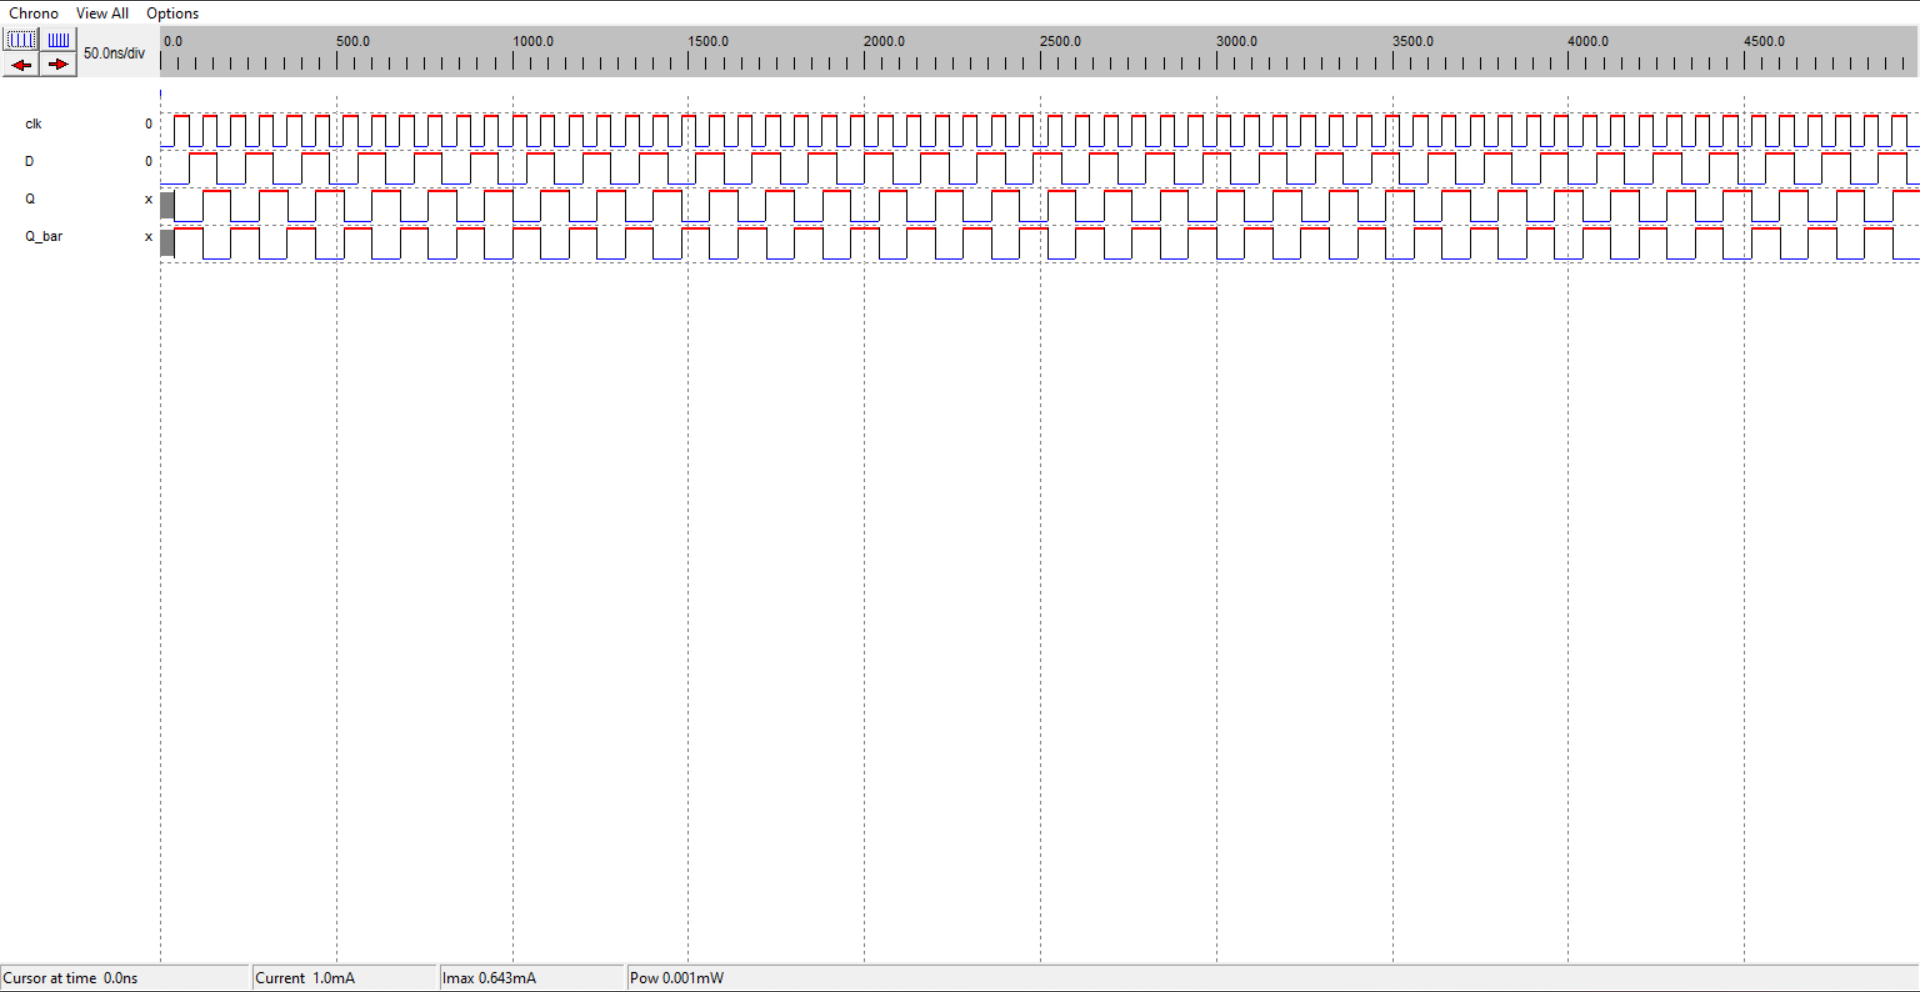 Chrono View All Options
50.0ns/div 0.0 500.0 1000.0 1500.0 2000.0 2500.0 3000.0 3500.0 4000.0 4500.0
clk 0
D 0
Q x
Q_bar x
Cursor at time 0.0ns Current 1.0mA Imax 0.643mA Pow 0.001mW